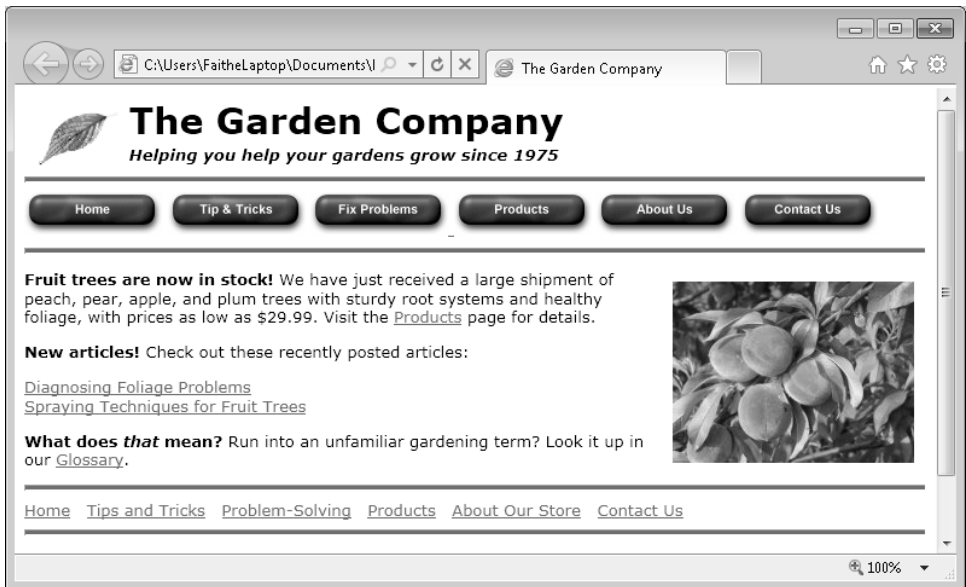 C:\Users\FaitheLaptop\Documents\I
The Garden Company
The Garden Company
Helping you help your gardens grow since 1975
Home Tip & Tricks Fix Problems Products About Us Contact Us
Fruit trees are now in stock! We have just received a large shipment of
peach, pear, apple, and plum trees with sturdy root systems and healthy
foliage, with prices as low as $29.99. Visit the Products page for details.
New articles! Check out these recently posted articles:
Diagnosing Foliage Problems
Spraying Techniques for Fruit Trees
What does that mean? Run into an unfamiliar gardening term? Look it up in
our Glossary.
Home Tips and Tricks Problem-Solving Products About Our Store Contact Us
100%